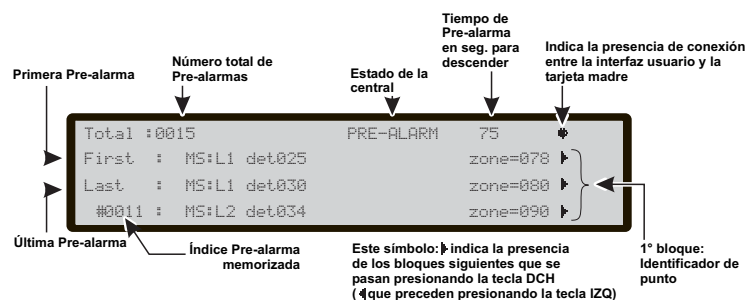 Tiempo de
Pre-alarma
en seg. para
descender
Indica la presencia de conexión
entre la interfaz usuario y la
tarjeta madre
Número total de
Pre-alarmas
Primera Pre-alarma
Estado de la
central
Total :0015 PRE-ALARM 75
First : MS:L1 det025 zone=078
Last : MS:L1 det030 zone=080
#0011 : MS:L2 det034 zone=090
Última Pre-alarma
Índice Pre-alarma
memorizada
Este símbolo: indica la presencia
de los bloques siguientes que se
pasan presionando la tecla DCH
( que preceden presionando la tecla IZQ)
1° bloque:
Identificador de
punto